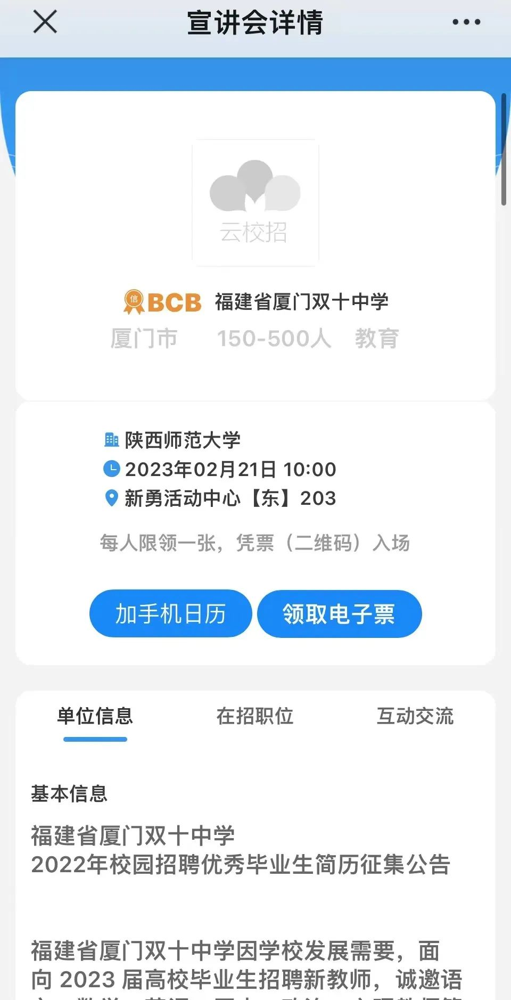 宣讲会详情
云校招
信 BCB 福建省厦门双十中学
厦门市 150-500人 教育
陕西师范大学
2023年02月21日 10:00
新勇活动中心【东】203
每人限领一张，凭票（二维码）入场
加手机日历 领取电子票
单位信息 在招职位 互动交流
基本信息
福建省厦门双十中学
2022年校园招聘优秀毕业生简历征集公告
福建省厦门双十中学因学校发展需要，面
向 2023 届高校毕业生招聘新教师，诚邀语